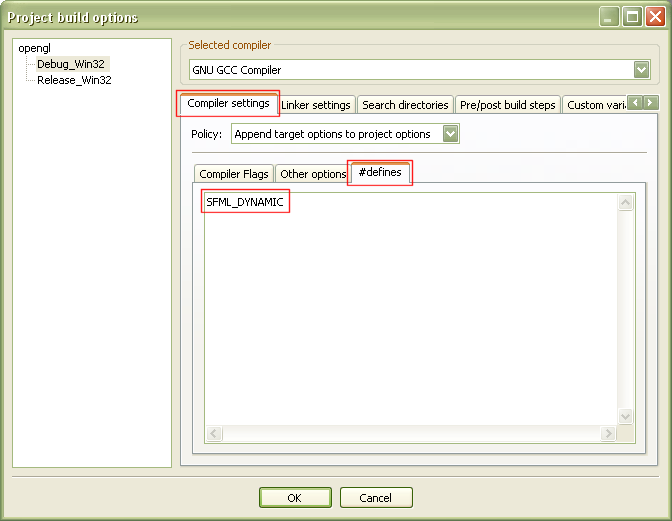 Project build options
opengl
Debug_Win32
Release_Win32
Selected compiler
GNU GCC Compiler
Compiler settings
Linker settings
Search directories
Pre/post build steps
Custom varia
Policy:
Append target options to project options
Compiler Flags
Other options
#defines
SFML_DYNAMIC
OK
Cancel